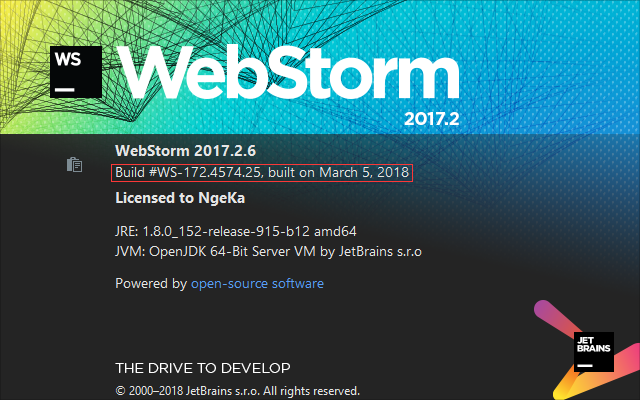 WS
WebStorm
2017.2
WebStorm 2017.2.6
Build #WS-172.4574.25, built on March 5, 2018
Licensed to NgeKa
JRE: 1.8.0_152-release-915-b12 amd64
JVM: OpenJDK 64-Bit Server VM by JetBrains s.r.o
Powered by open-source software
JET
BRAINS
THE DRIVE TO DEVELOP
© 2000–2018 JetBrains s.r.o. All rights reserved.